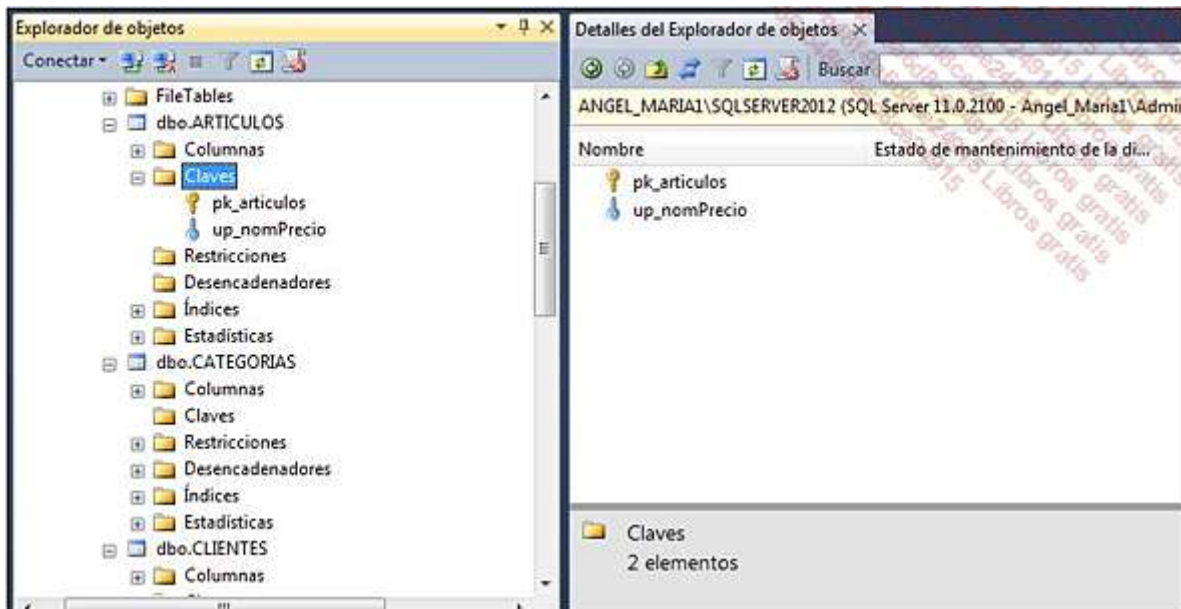 Explorador de objetos
Conectar
FileTables
dbo.ARTICULOS
Columnas
Claves
pk_articulos
up_nomPrecio
Restricciones
Desencadenadores
Índices
Estadísticas
dbo.CATEGORIAS
Columnas
Claves
Restricciones
Desencadenadores
Índices
Estadísticas
dbo.CLIENTES
Columnas
Detalles del Explorador de objetos
Buscar
ANGEL_MARIA1\SQLSERVER2012 (SQL Server 11.0.2100 - Angel_Maria1\Admi
Nombre Estado de mantenimiento de la di...
pk_articulos
up_nomPrecio
Claves
2 elementos
Libros gratis